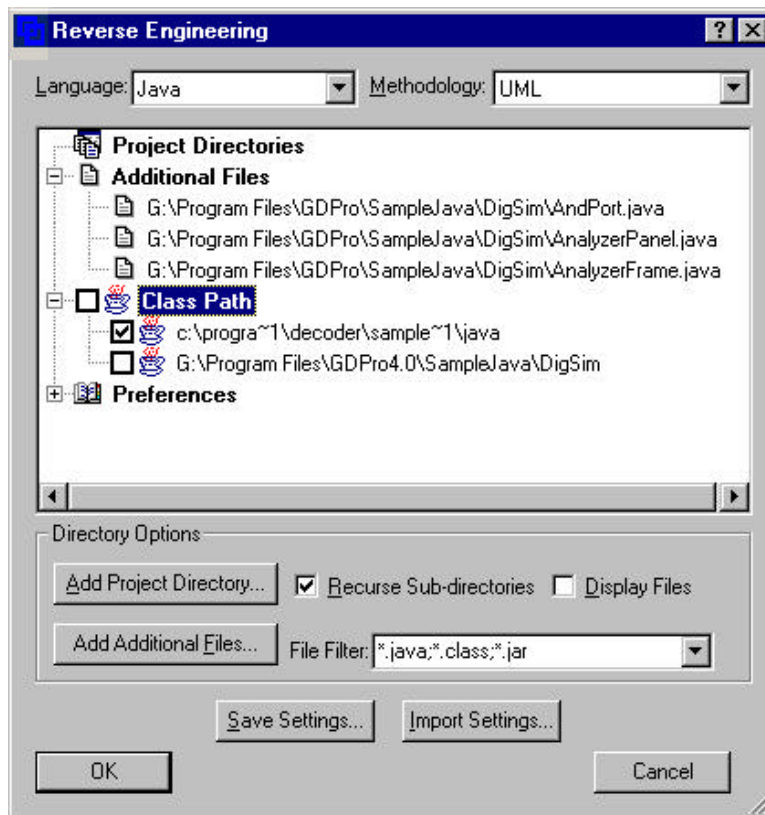 Reverse Engineering
Language: Java Methodology: UML
Project Directories
Additional Files
G:\Program Files\GDPro\SampleJava\DigSim\AndPort.java
G:\Program Files\GDPro\SampleJava\DigSim\AnalyzerPanel.java
G:\Program Files\GDPro\SampleJava\DigSim\AnalyzerFrame.java
Class Path
c:\progra~1\decoder\sample~1\java
G:\Program Files\GDPro4.0\SampleJava\DigSim
Preferences
Directory Options
Add Project Directory... Recurse Sub-directories Display Files
Add Additional Files... File Filter: *.java;*.class;*.jar
Save Settings... Import Settings...
OK Cancel